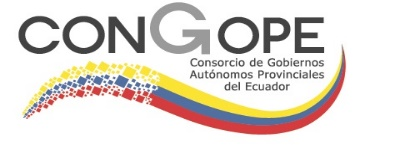 CONGOPE
Consorcio de Gobiernos
Autónomos Provinciales
del Ecuador